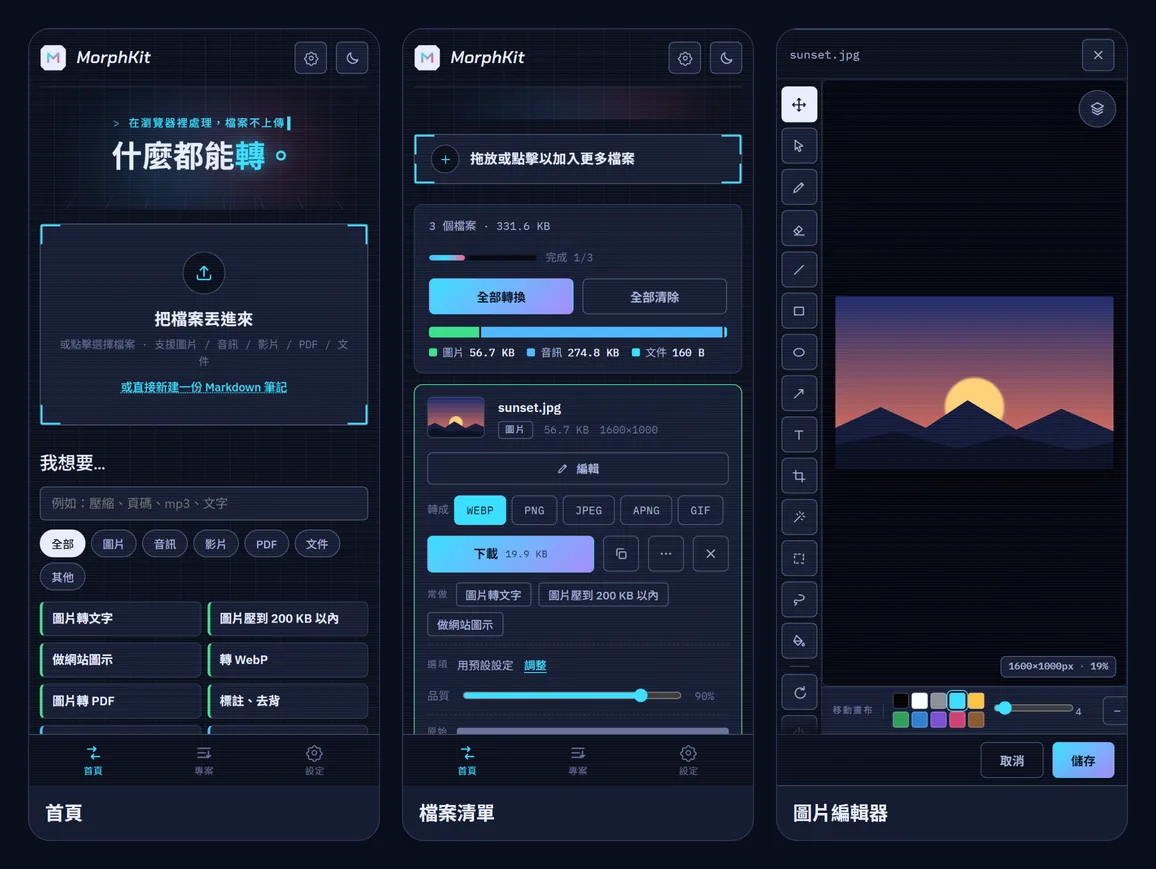 MorphKit
> 在瀏覽器裡處理，檔案不上傳
什麼都能轉。
把檔案丟進來
或點擊選擇檔案 · 支援圖片 / 音訊 / 影片 / PDF / 文
件
或直接新建一份 Markdown 筆記
我想要…
例如：壓縮、頁碼、mp3、文字
全部 圖片 音訊 影片 PDF 文件
其他
圖片轉文字 圖片壓到 200 KB 以內
做網站圖示 轉 WebP
圖片轉 PDF 標註、去背
首頁 專案 設定
首頁
MorphKit
拖放或點擊以加入更多檔案
3 個檔案 · 331.6 KB
完成 1/3
全部轉換 全部清除
圖片 56.7 KB 音訊 274.8 KB 文件 160 B
sunset.jpg
圖片 56.7 KB 1600×1000
編輯
轉成 WEBP PNG JPEG APNG GIF
下載 19.9 KB
常做 圖片轉文字 圖片壓到 200 KB 以內
做網站圖示
選項 用預設設定 調整
品質 90%
原始
首頁 專案 設定
檔案清單
sunset.jpg
T
1600×1000px · 19%
移動畫布 4
取消 儲存
圖片編輯器